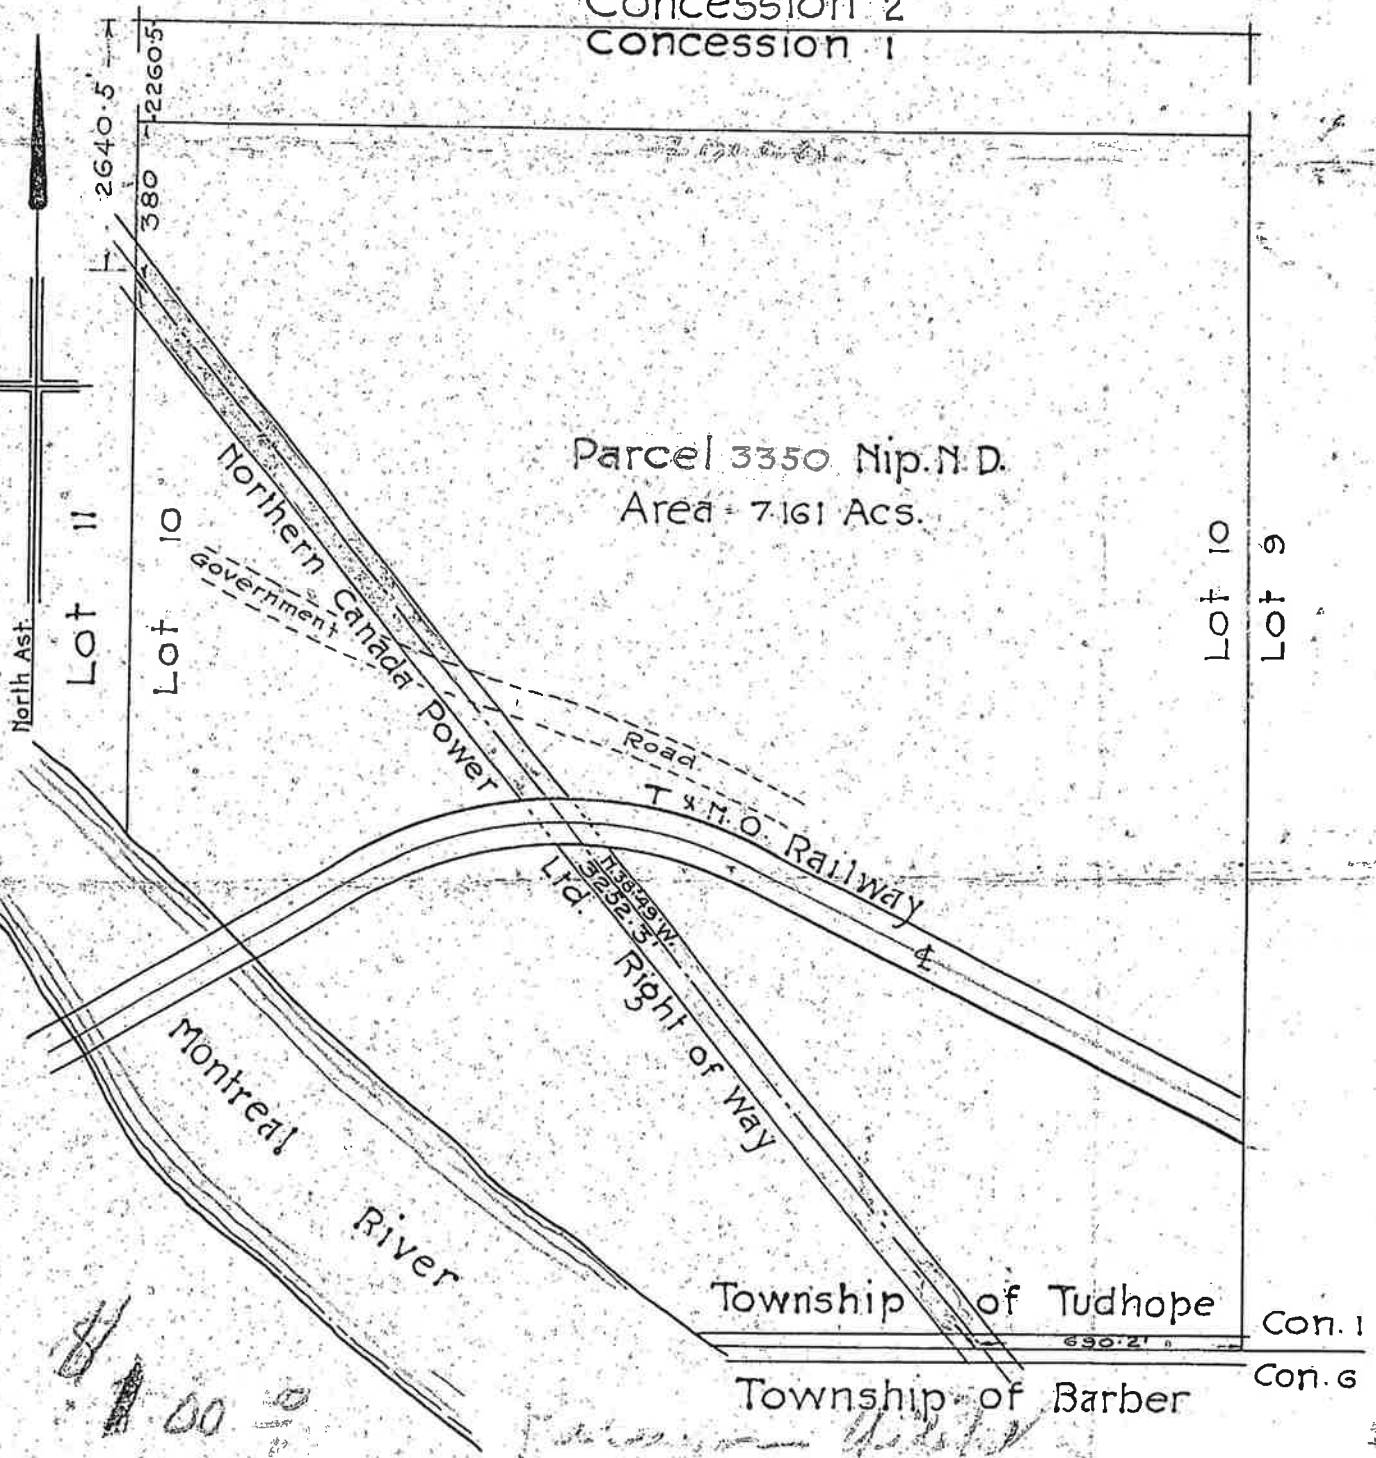 Concession 2
Concession 1
2640.5'
2260.5
380
Parcel 3350 Nip. N. D.
Area = 7.161 Acs.
North Ast.
Lot 11
Lot 10
Lot 10
Lot 9
Northern Canada Power Ltd. Right of Way
Government Road
T & N.O. Railway
℄
N.38°49'W.
3252.3'
Montreal River
Township of Tudhope
Con. 1
690.2'
Con. 6
Township of Barber